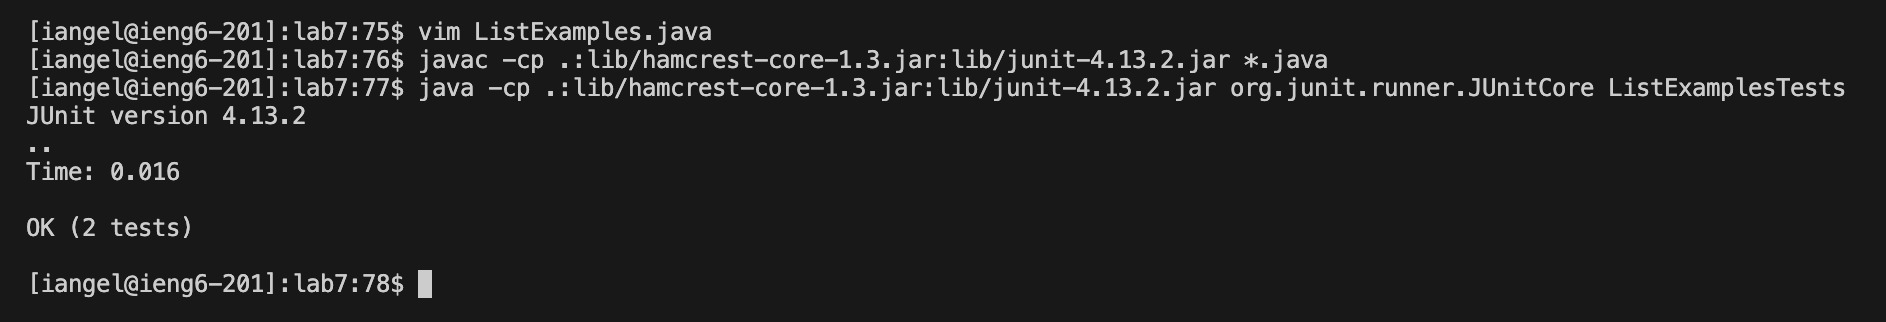 [iangel@ieng6-201]:lab7:75$ vim ListExamples.java
[iangel@ieng6-201]:lab7:76$ javac -cp .:lib/hamcrest-core-1.3.jar:lib/junit-4.13.2.jar *.java
[iangel@ieng6-201]:lab7:77$ java -cp .:lib/hamcrest-core-1.3.jar:lib/junit-4.13.2.jar org.junit.runner.JUnitCore ListExamplesTests
JUnit version 4.13.2
..
Time: 0.016
OK (2 tests)
[iangel@ieng6-201]:lab7:78$